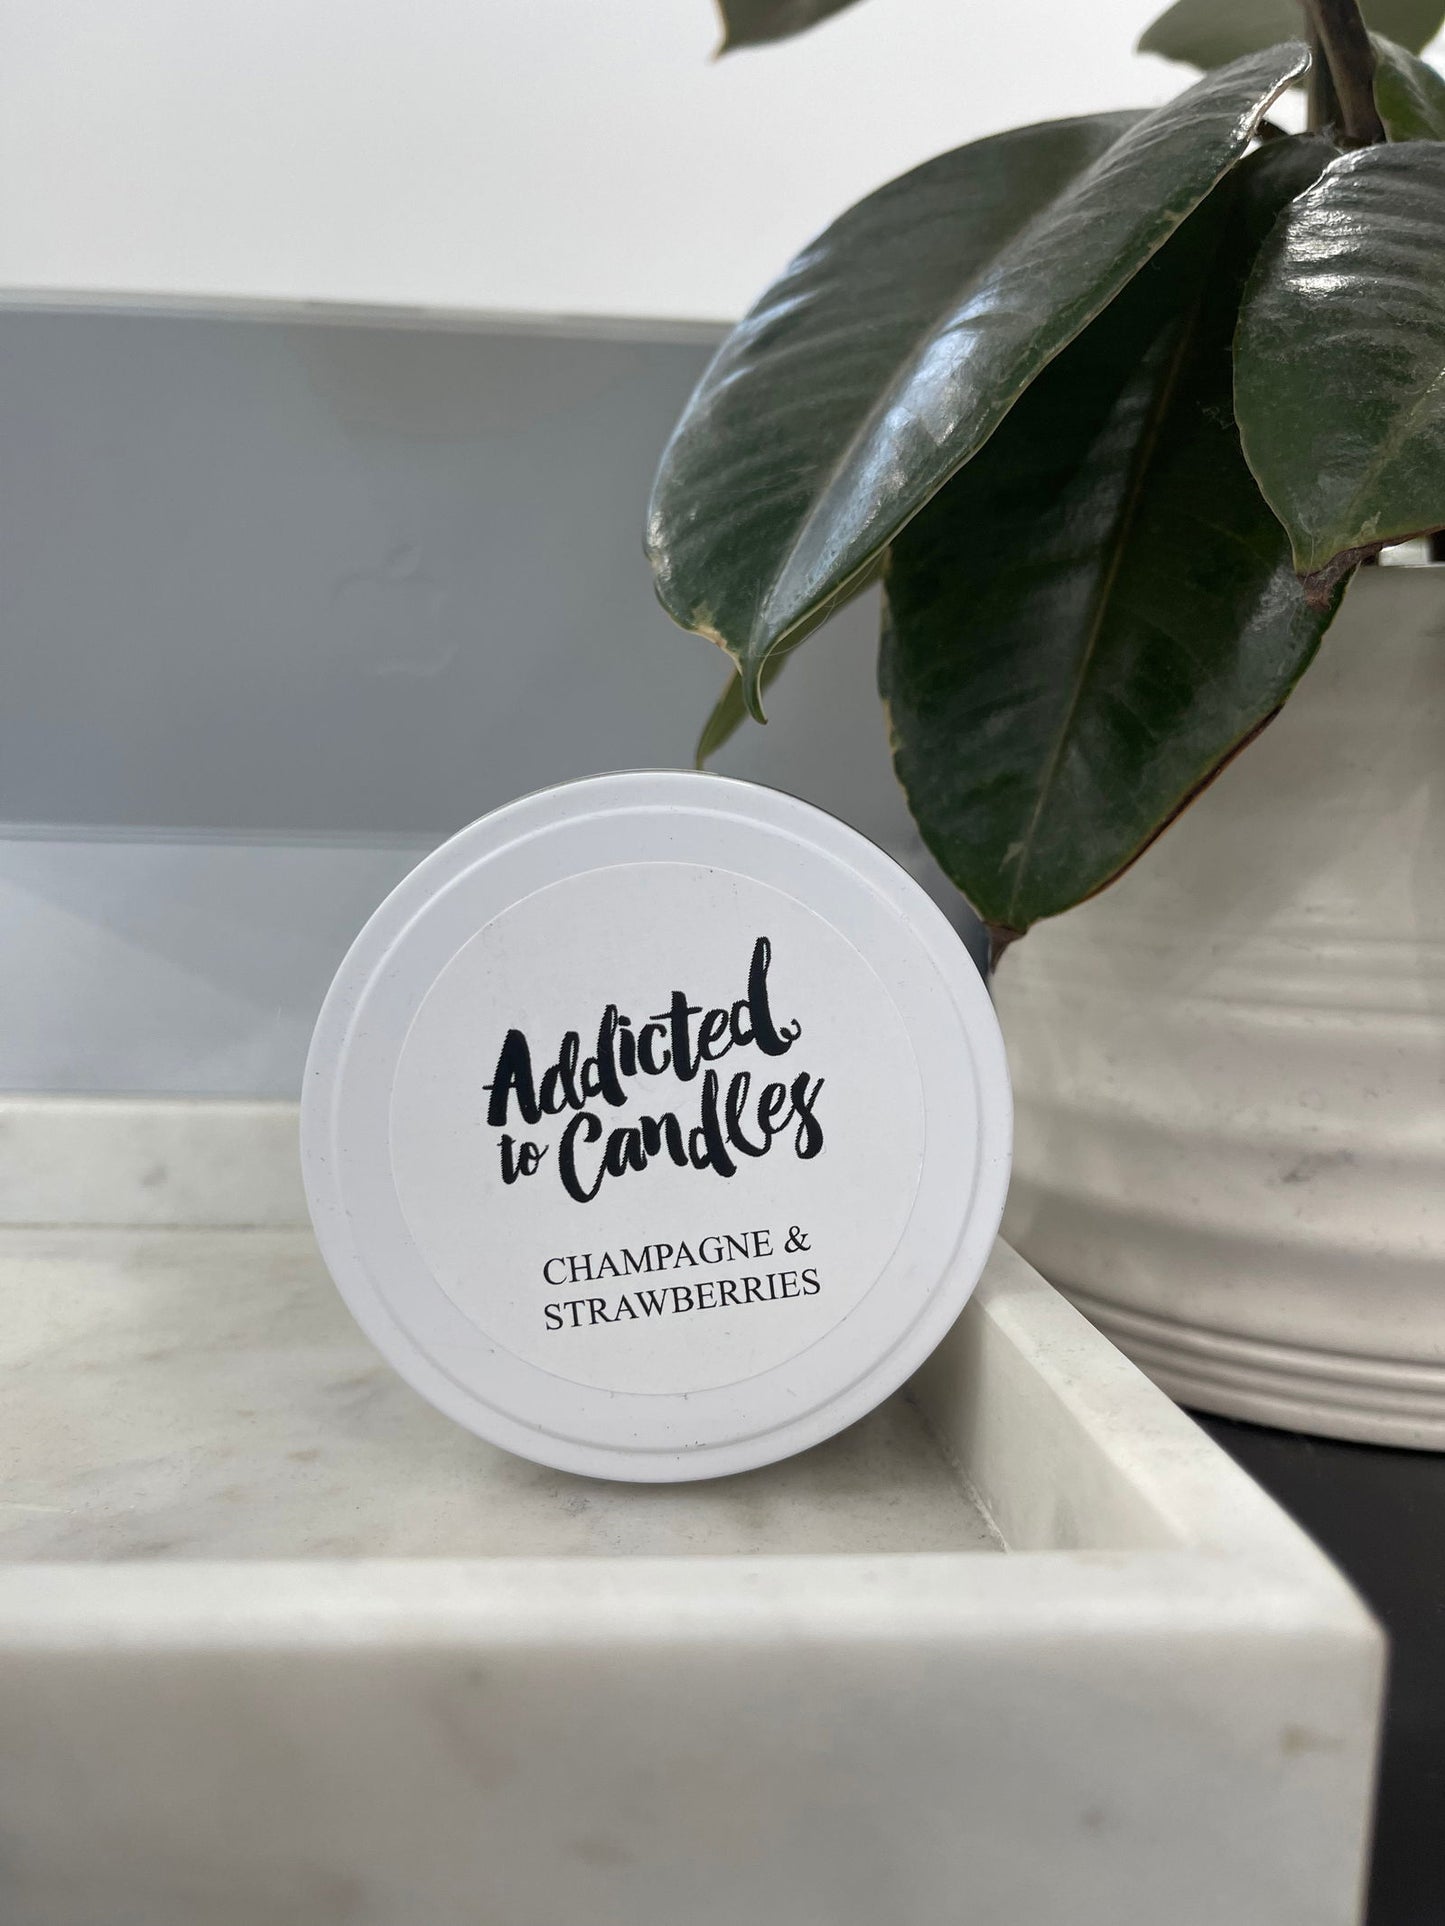 Addicted
to Candles
CHAMPAGNE &
STRAWBERRIES